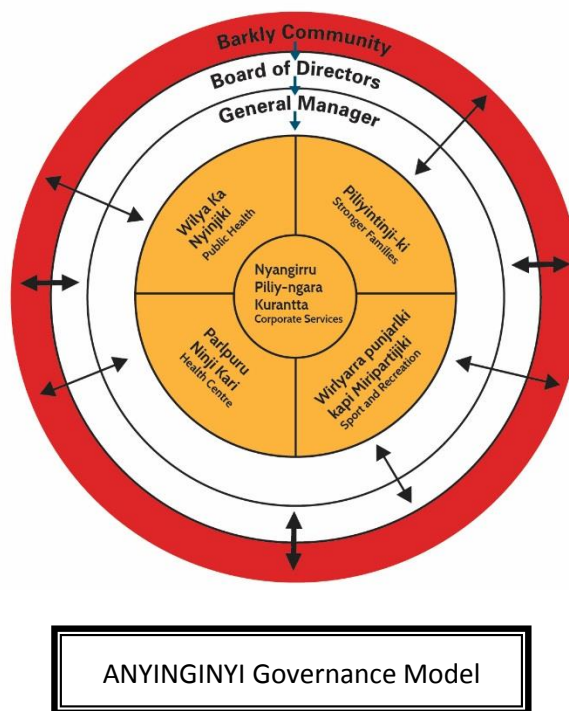 Barkly Community
Board of Directors
General Manager
Wilya Ka
Nyinjiki
Public Health
Piliyintinji-ki
Stronger Families
Nyangirru
Piliy-ngara
Kurantta
Corporate Services
Parlpuru
Ninji Kari
Health Centre
Wirlyarra punjarlki
kapi Miripartijiki
Sport and Recreation
ANYINGINYI Governance Model